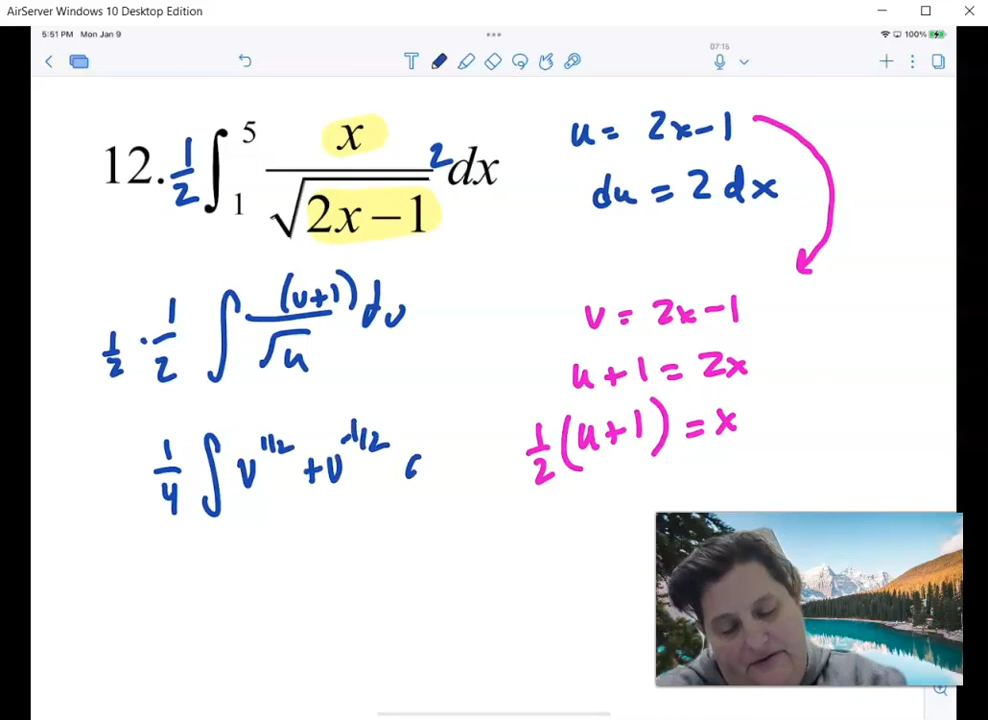 AirServer Windows 10 Desktop Edition
5:51 PM Mon Jan 9
100%
07:15
T
12. 1/2 ∫_1^5 x/√(2x−1) 2 dx
u = 2x−1
du = 2 dx
1/2 · 1/2 ∫ (u+1)/√u du
u = 2x−1
u+1 = 2x
1/2 (u+1) = x
1/4 ∫ u^1/2 + u^-1/2